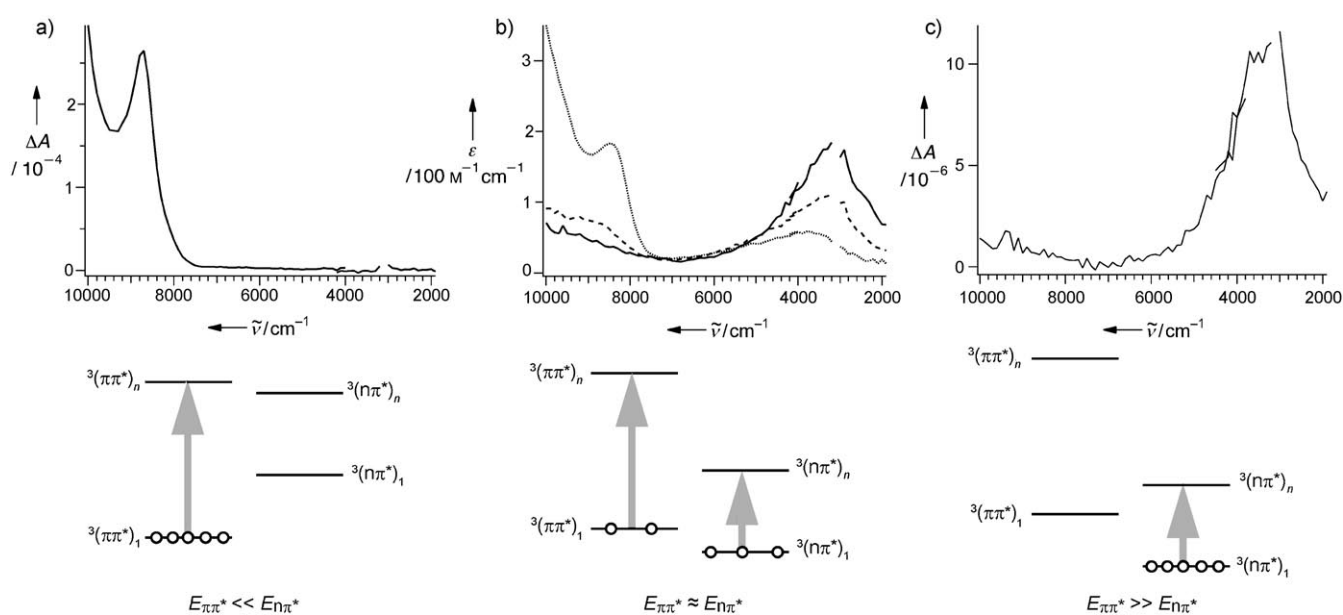 a)
2
1
0
ΔA
/ 10⁻⁴
10000 8000 6000 4000 2000
ν̃/cm⁻¹
³(ππ*)ₙ
³(nπ*)ₙ
³(nπ*)₁
³(ππ*)₁
Eππ* << Enπ*
b)
3
2
1
0
ε
/100 M⁻¹cm⁻¹
10000 8000 6000 4000 2000
ν̃/cm⁻¹
³(ππ*)ₙ
³(nπ*)ₙ
³(ππ*)₁
³(nπ*)₁
Eππ* ≈ Enπ*
c)
10
5
0
ΔA
/10⁻⁶
10000 8000 6000 4000 2000
ν̃/cm⁻¹
³(ππ*)ₙ
³(nπ*)ₙ
³(ππ*)₁
³(nπ*)₁
Eππ* >> Enπ*